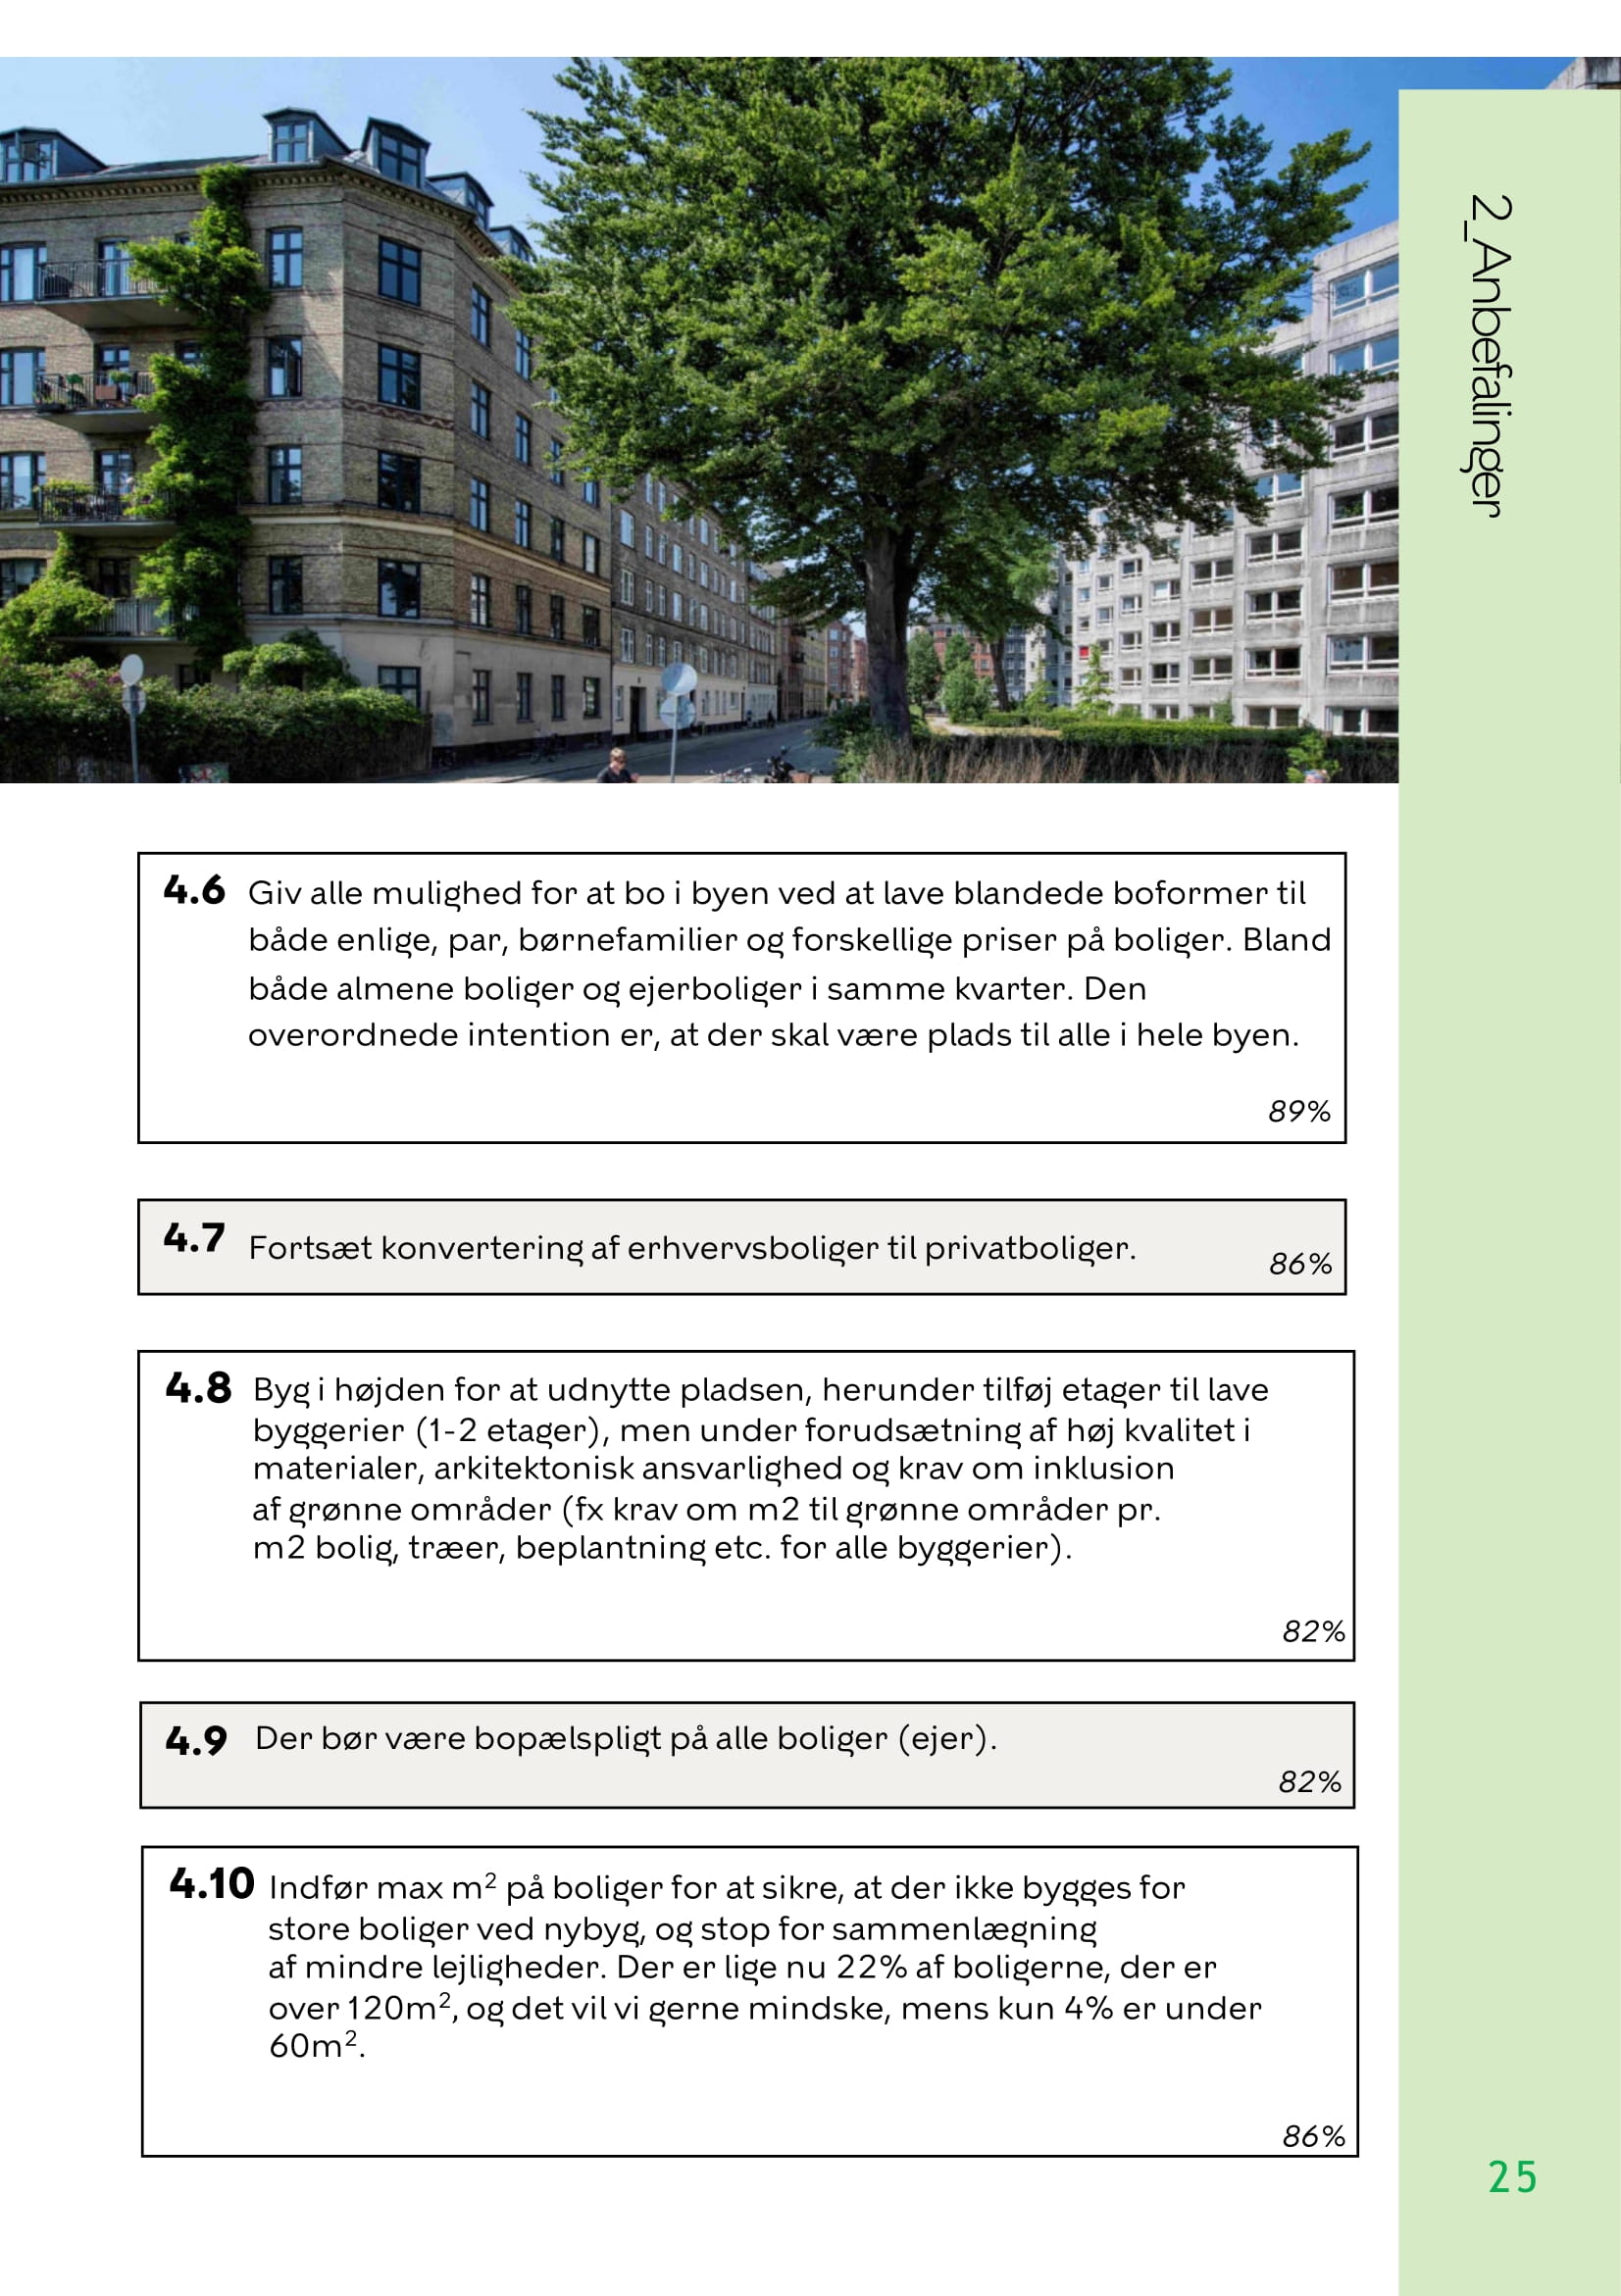 2_Anbefalinger
4.6 Giv alle mulighed for at bo i byen ved at lave blandede boformer til
både enlige, par, børnefamilier og forskellige priser på boliger. Bland
både almene boliger og ejerboliger i samme kvarter. Den
overordnede intention er, at der skal være plads til alle i hele byen.
89%
4.7 Fortsæt konvertering af erhvervsboliger til privatboliger.
86%
4.8 Byg i højden for at udnytte pladsen, herunder tilføj etager til lave
byggerier (1-2 etager), men under forudsætning af høj kvalitet i
materialer, arkitektonisk ansvarlighed og krav om inklusion
af grønne områder (fx krav om m2 til grønne områder pr.
m2 bolig, træer, beplantning etc. for alle byggerier).
82%
4.9 Der bør være bopælspligt på alle boliger (ejer).
82%
4.10 Indfør max m² på boliger for at sikre, at der ikke bygges for
store boliger ved nybyg, og stop for sammenlægning
af mindre lejligheder. Der er lige nu 22% af boligerne, der er
over 120m², og det vil vi gerne mindske, mens kun 4% er under
60m².
86%
25